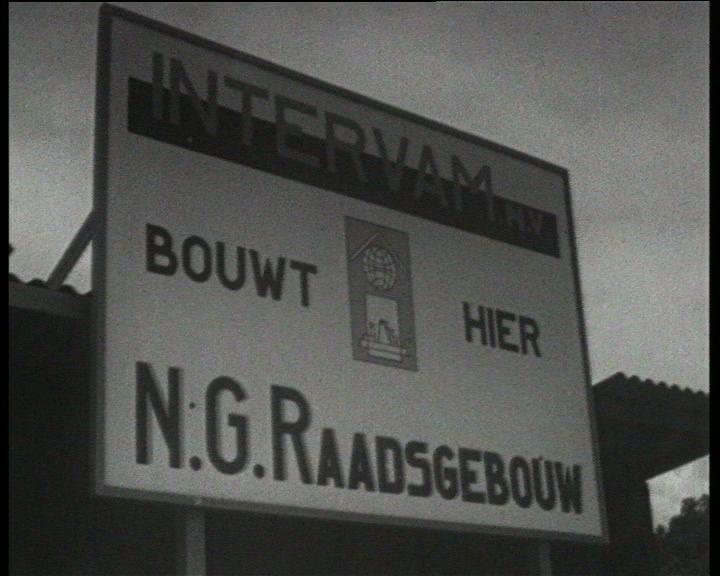 INTERVAM N.V.
BOUWT HIER
N.G.RAADSGEBOUW